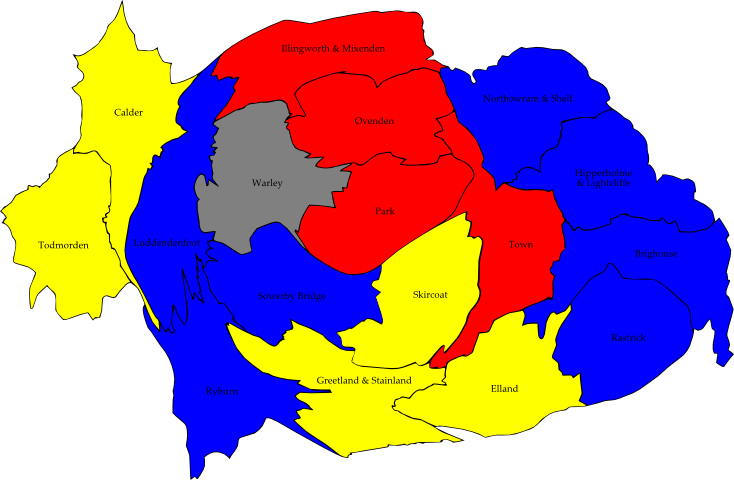 Illingworth & Mixenden
Northowram & Shelf
Calder
Ovenden
Warley
Hipperholme
& Lightcliffe
Park
Todmorden
Luddendenfoot
Town
Brighouse
Skircoat
Sowerby Bridge
Rastrick
Greetland & Stainland
Ryburn
Elland